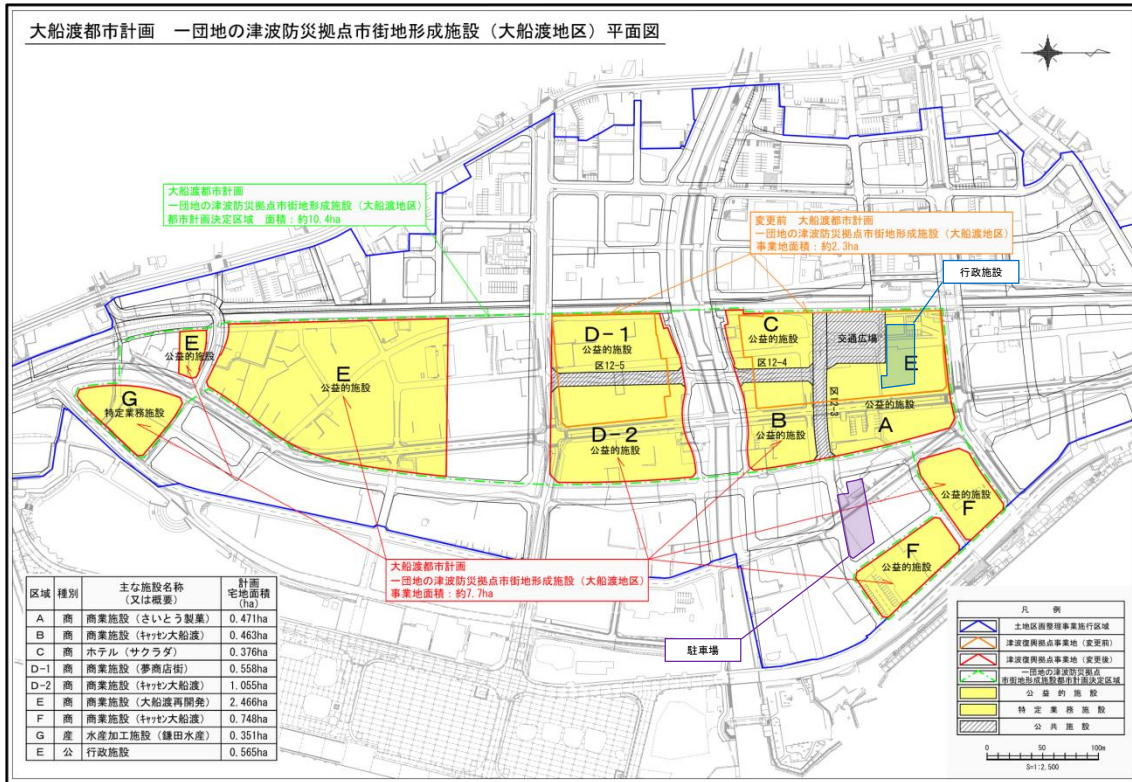 大船渡都市計画　一団地の津波防災拠点市街地形成施設（大船渡地区）平面図
大船渡都市計画
一団地の津波防災拠点市街地形成施設（大船渡地区）
都市計画決定区域　面積：約10.4ha
変更前　大船渡都市計画
一団地の津波防災拠点市街地形成施設（大船渡地区）
事業地面積：約2.3ha
行政施設
E
公益的施設
G
特定業務施設
E
公益的施設
D-1
公益的施設
区12-5
D-2
公益的施設
C
公益的施設
区12-4
交通広場
E
公益的施設
区12-3
B
公益的施設
A
公益的施設
F
F
公益的施設
大船渡都市計画
一団地の津波防災拠点市街地形成施設（大船渡地区）
事業地面積：約7.7ha
駐車場
区域 種別 主な施設名称（又は概要） 計画宅地面積(ha)
A 商 商業施設（さいとう製菓） 0.471ha
B 商 商業施設（ｷｬｯｾﾝ大船渡） 0.463ha
C 商 ホテル（サクラダ） 0.376ha
D-1 商 商業施設（夢商店街） 0.558ha
D-2 商 商業施設（ｷｬｯｾﾝ大船渡） 1.055ha
E 商 商業施設（大船渡再開発） 2.466ha
F 商 商業施設（ｷｬｯｾﾝ大船渡） 0.748ha
G 産 水産加工施設（鎌田水産） 0.351ha
E 公 行政施設 0.565ha
凡　例
土地区画整理事業施行区域
津波復興拠点事業地（変更前）
津波復興拠点事業地（変更後）
一団地の津波防災拠点
市街地形成施設都市計画決定区域
公益的施設
特定業務施設
公共施設
0 50 100m
S=1:2,500